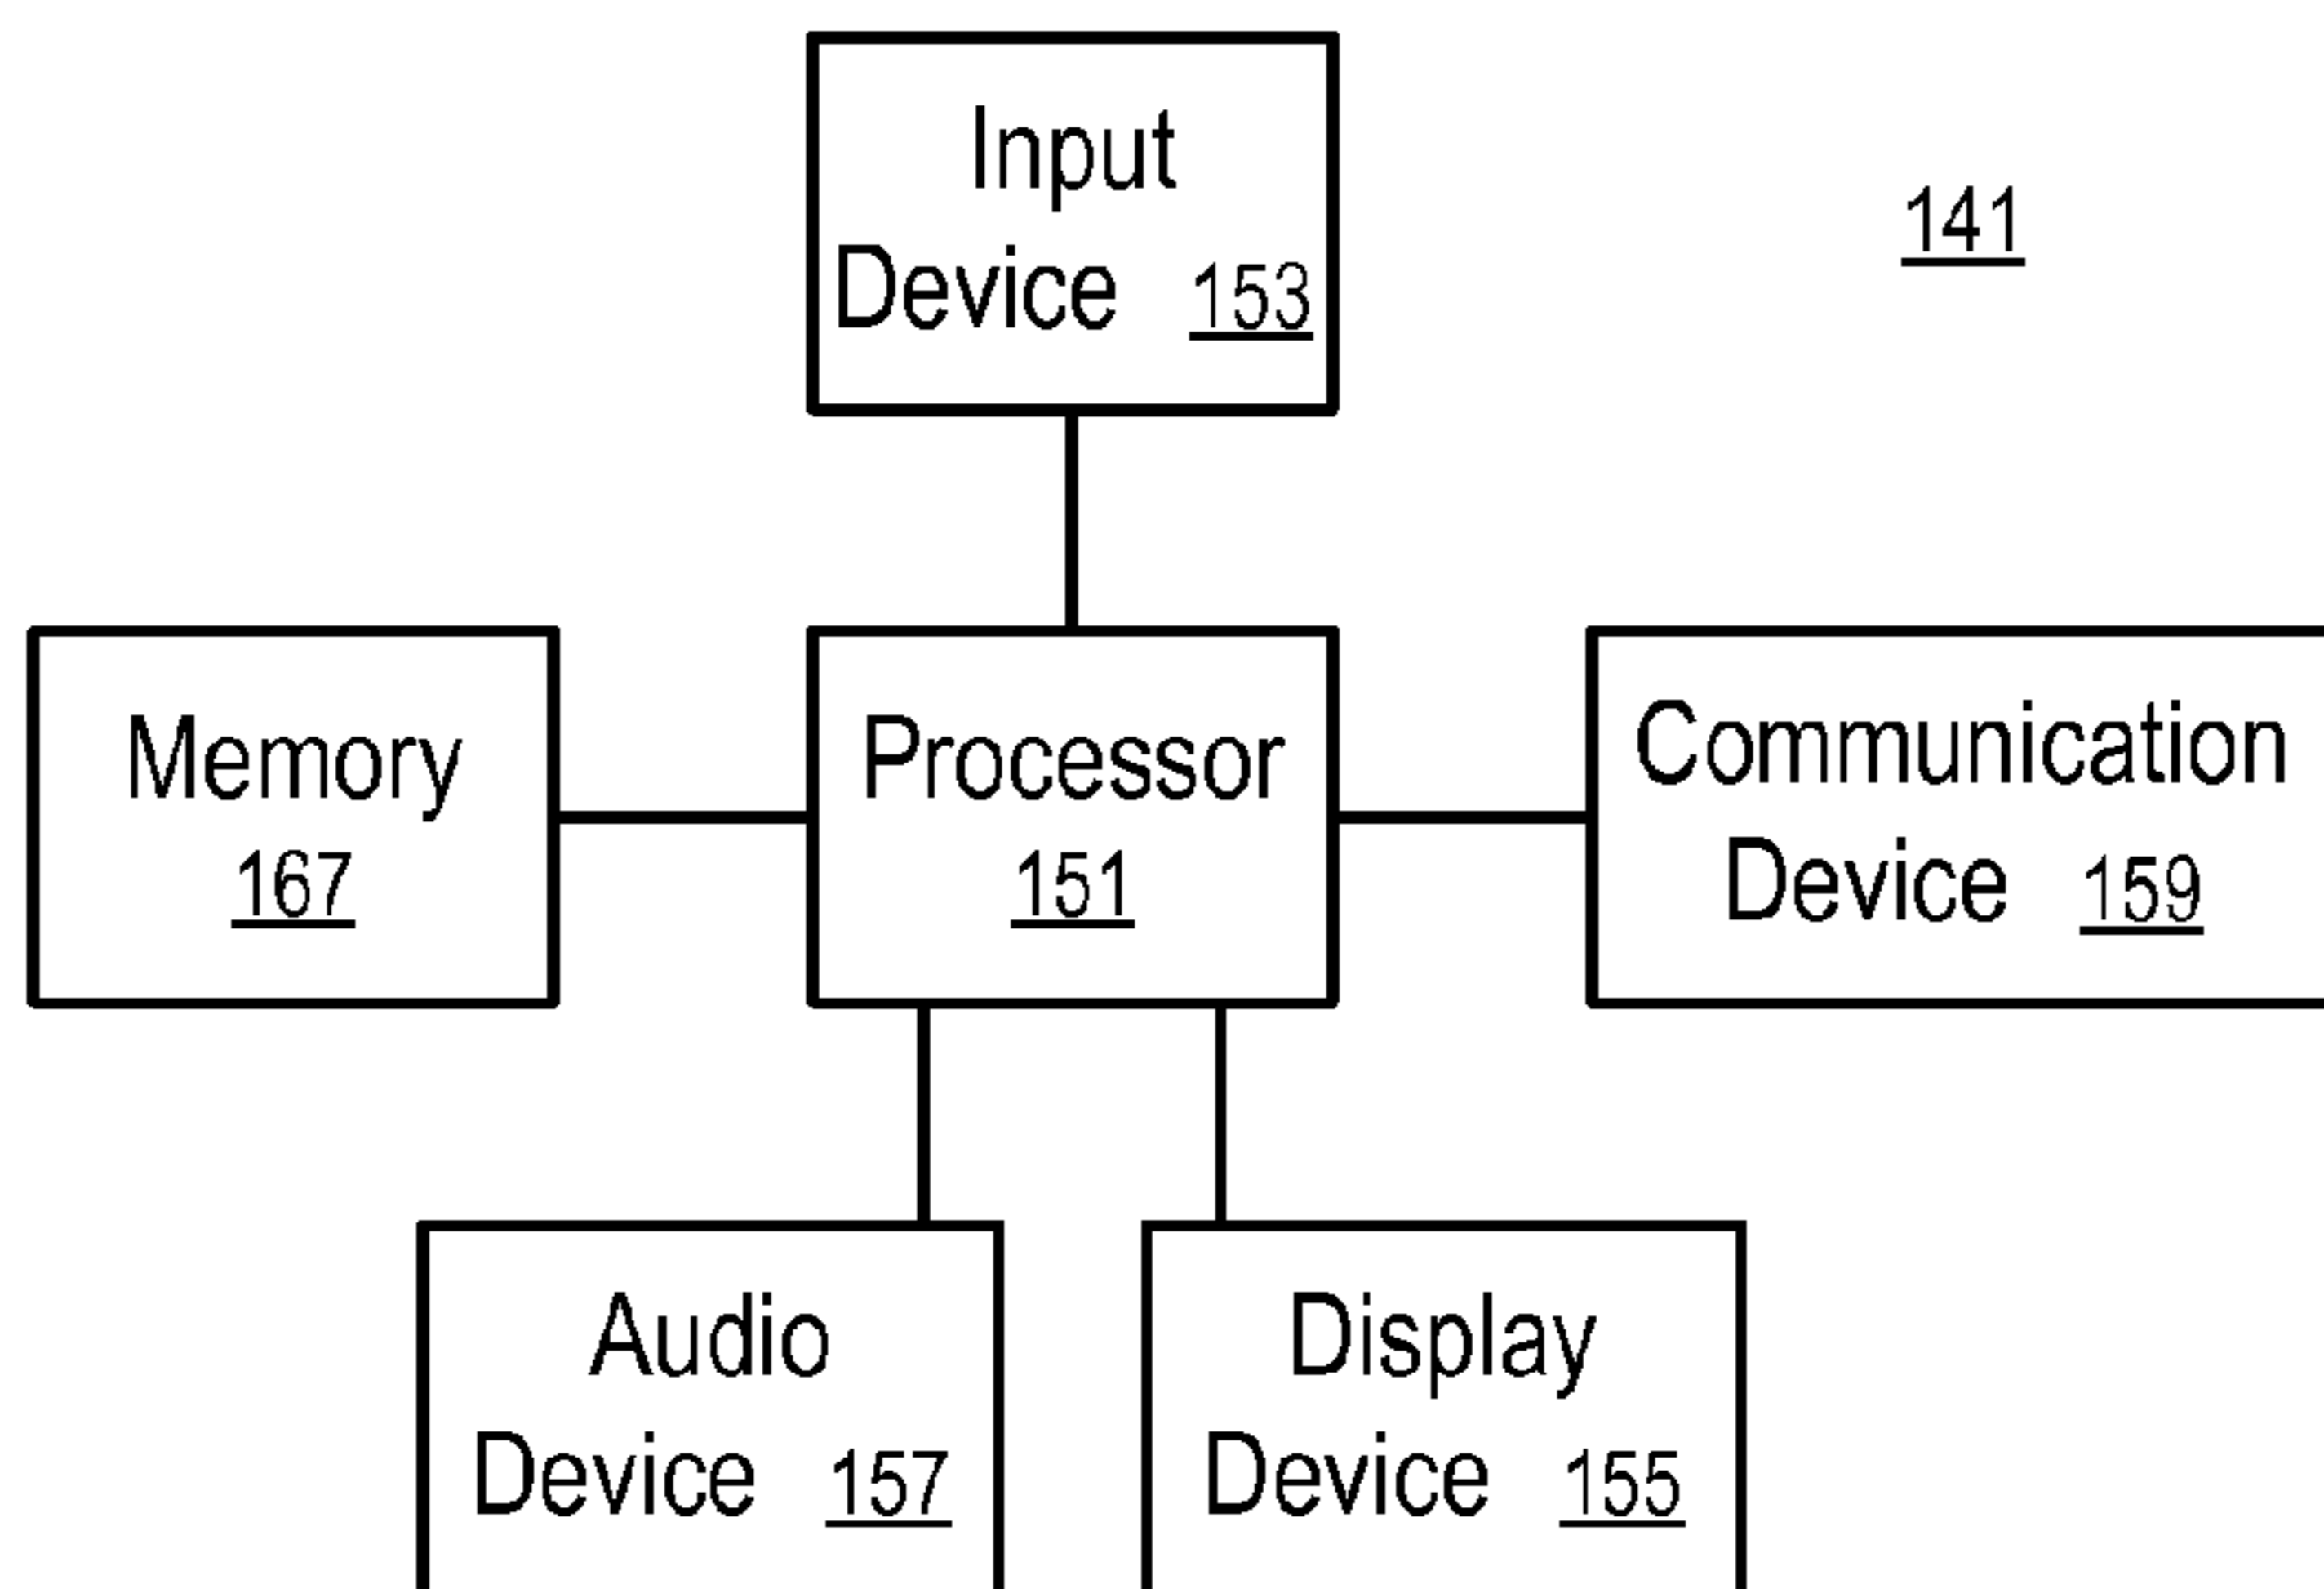 Input
Device 153
141
Memory
167
Processor
151
Communication
Device 159
Audio
Device 157
Display
Device 155